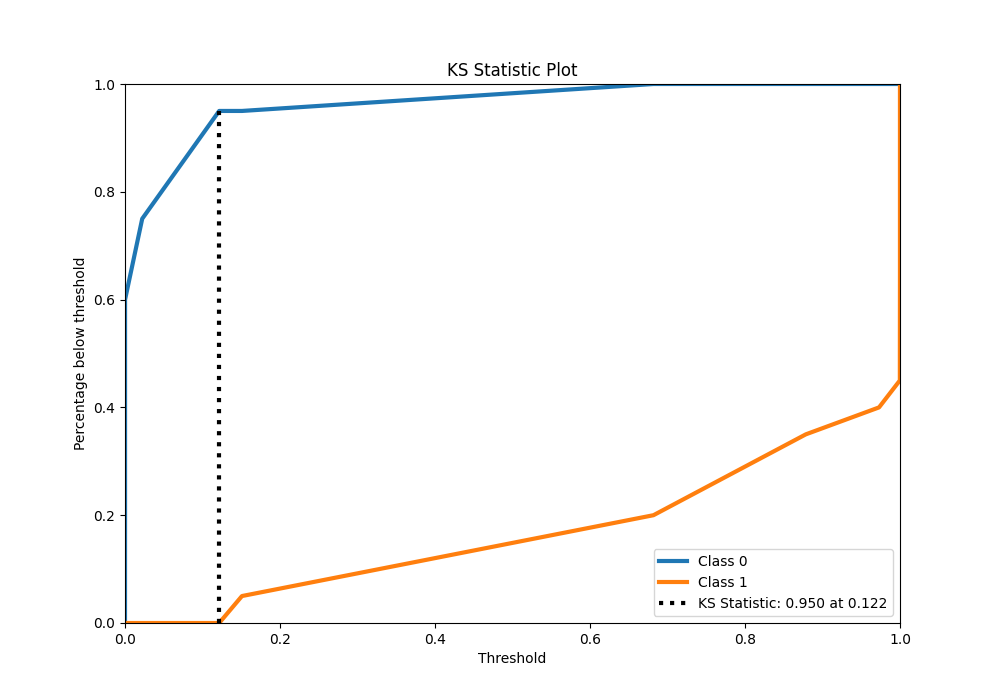 KS Statistic Plot
1.0
0.8
0.6
0.4
0.2
0.0
Percentage below threshold
0.0 0.2 0.4 0.6 0.8 1.0
Threshold
Class 0
Class 1
KS Statistic: 0.950 at 0.122